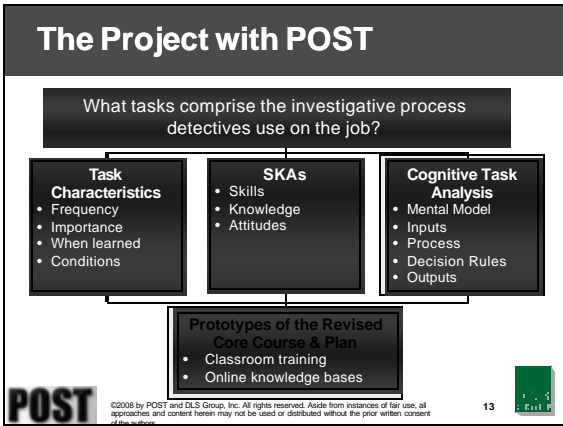 The Project with POST
What tasks comprise the investigative process
detectives use on the job?
Task
Characteristics
• Frequency
• Importance
• When learned
• Conditions
SKAs
• Skills
• Knowledge
• Attitudes
Cognitive Task
Analysis
• Mental Model
• Inputs
• Process
• Decision Rules
• Outputs
Prototypes of the Revised
Core Course & Plan
• Classroom training
• Online knowledge bases
POST
©2008 by POST and DLS Group, Inc. All rights reserved. Aside from instances of fair use, all
approaches and content herein may not be used or distributed without the prior written consent
of the authors
13